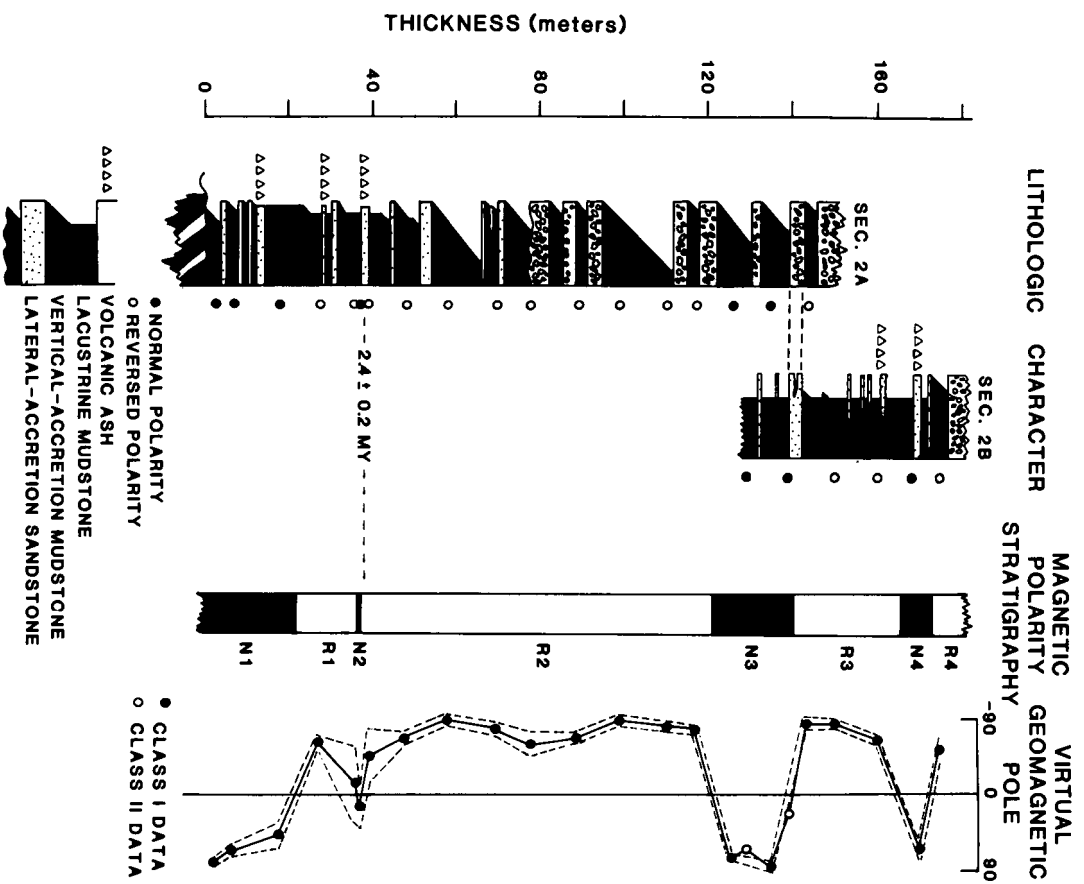 THICKNESS (meters)
0
40
80
120
160
LITHOLOGIC CHARACTER
SEC. 2A
SEC. 2B
2.4 ± 0.2 MY
MAGNETIC
POLARITY
STRATIGRAPHY
N1
R1
N2
R2
N3
R3
N4
R4
VIRTUAL
GEOMAGNETIC
POLE
-90
0
90
● CLASS I DATA
○ CLASS II DATA
● NORMAL POLARITY
○ REVERSED POLARITY
VOLCANIC ASH
LACUSTRINE MUDSTONE
VERTICAL-ACCRETION MUDSTONE
LATERAL-ACCRETION SANDSTONE